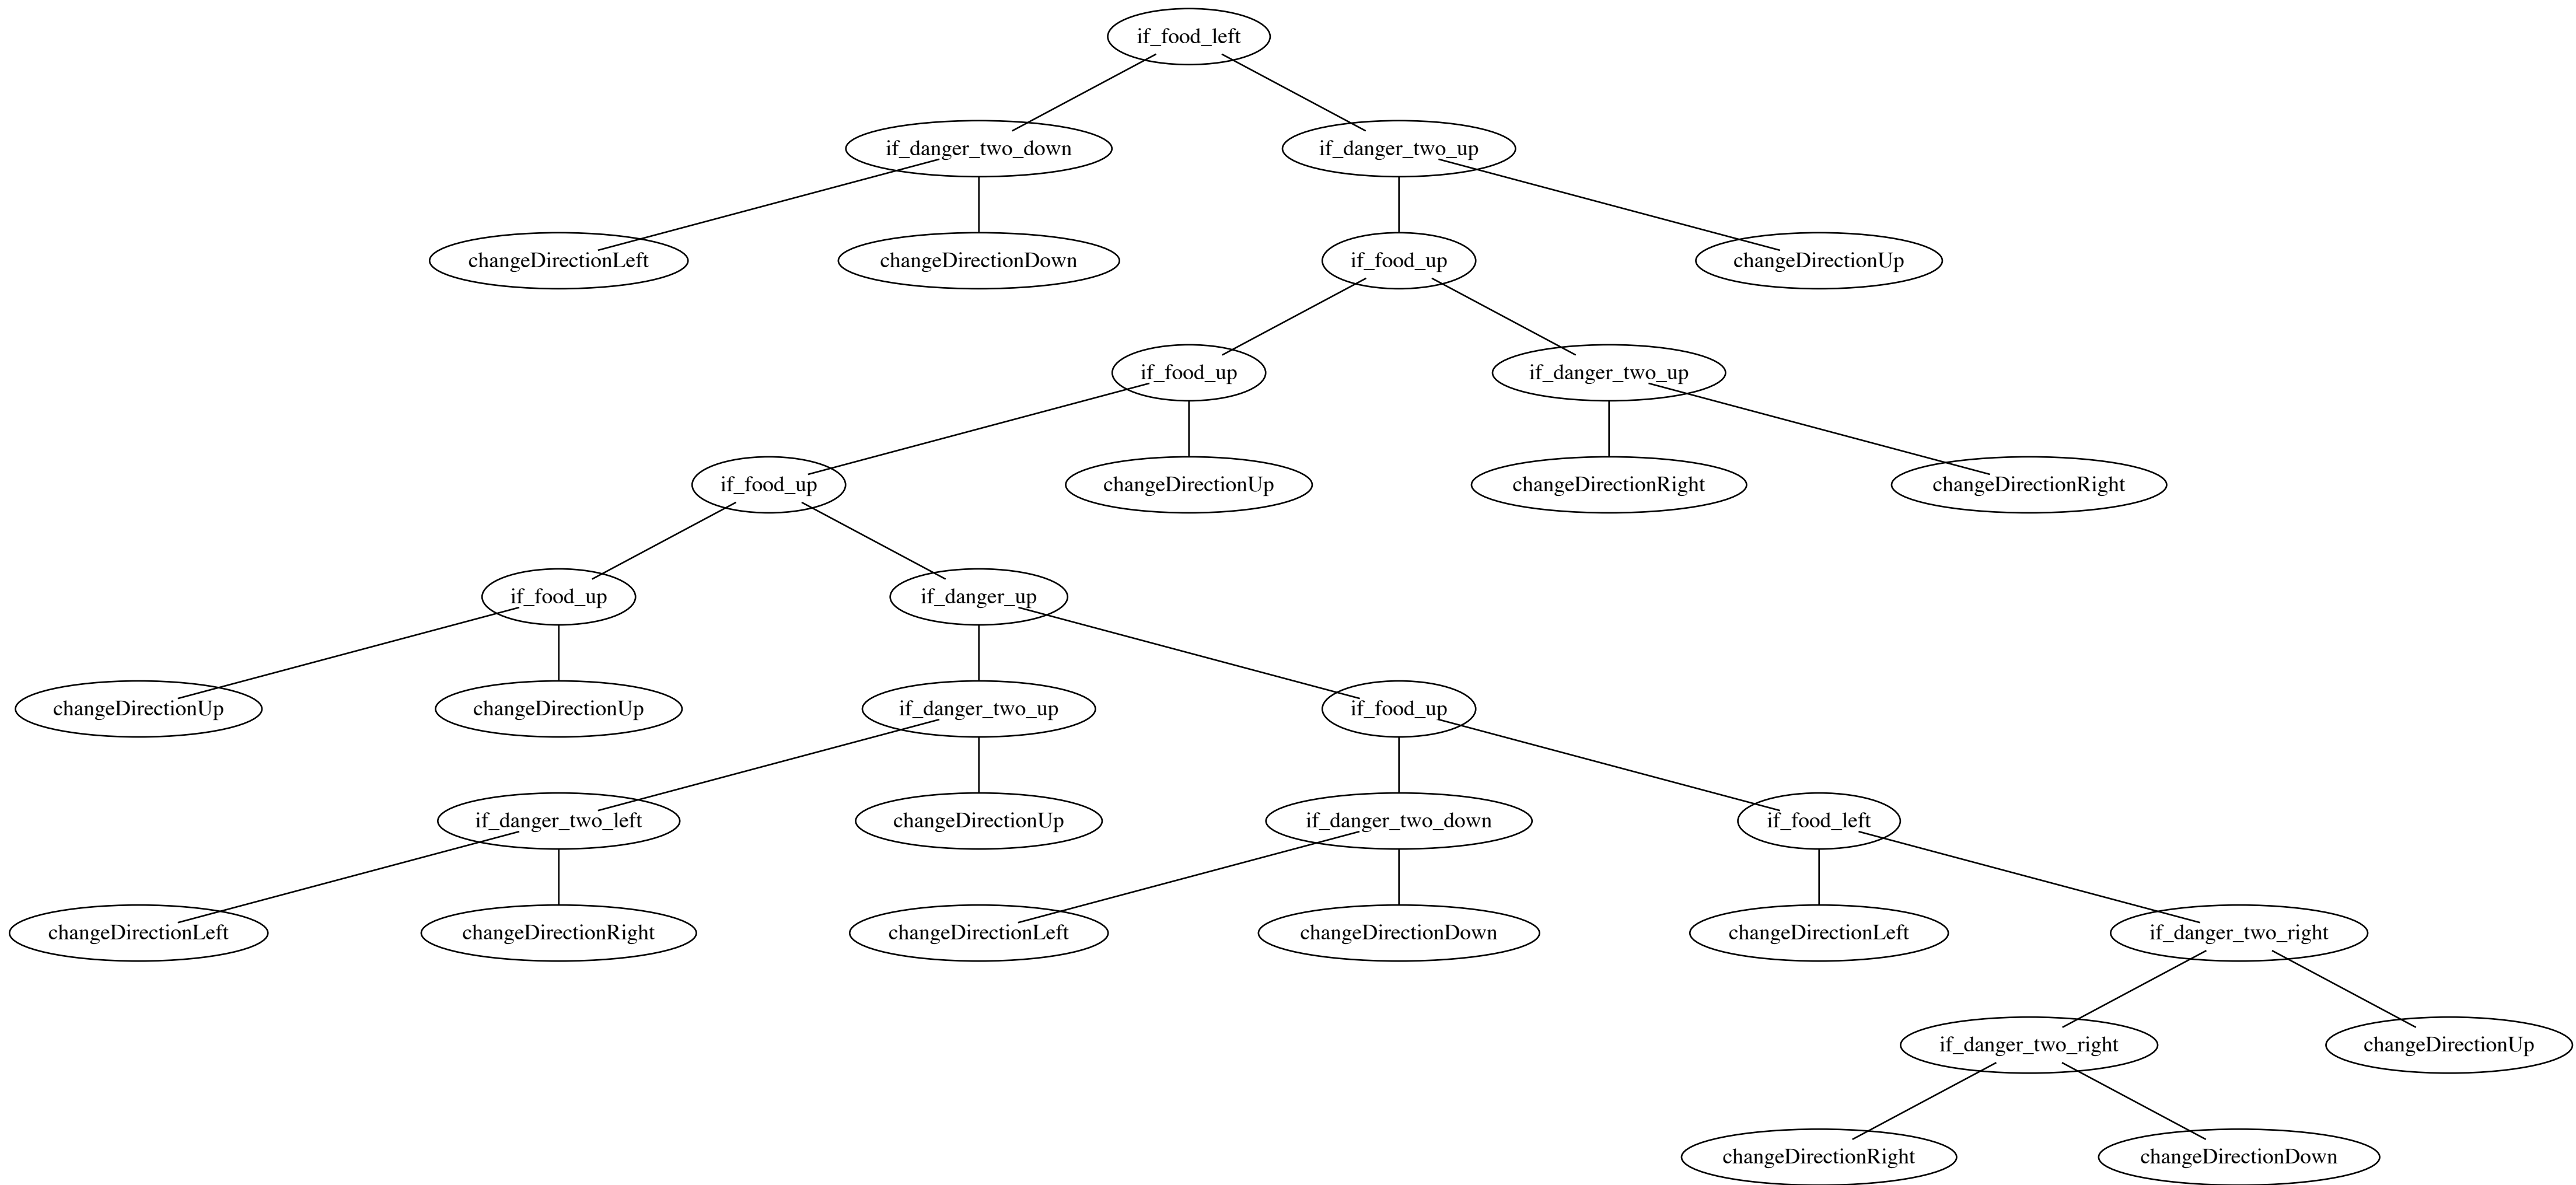 if_food_left
if_danger_two_down
if_danger_two_up
changeDirectionLeft
changeDirectionDown
if_food_up
changeDirectionUp
if_food_up
if_danger_two_up
if_food_up
changeDirectionUp
changeDirectionRight
changeDirectionRight
if_food_up
if_danger_up
changeDirectionUp
changeDirectionUp
if_danger_two_up
if_food_up
if_danger_two_left
changeDirectionUp
if_danger_two_down
if_food_left
changeDirectionLeft
changeDirectionRight
changeDirectionLeft
changeDirectionDown
changeDirectionLeft
if_danger_two_right
if_danger_two_right
changeDirectionUp
changeDirectionRight
changeDirectionDown